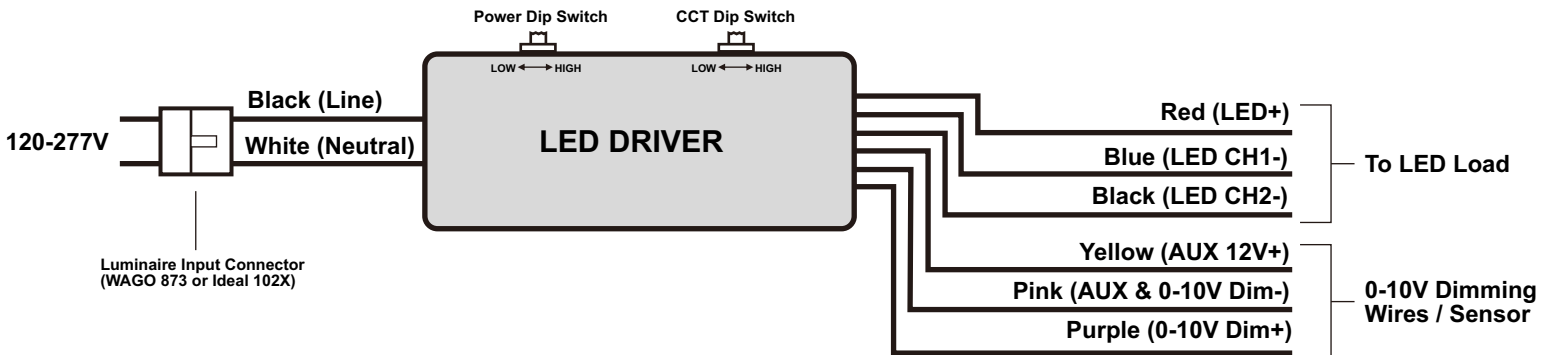 Power Dip Switch
CCT Dip Switch
LOW HIGH
LOW HIGH
120-277V
Black (Line)
White (Neutral)
LED DRIVER
Luminaire Input Connector
(WAGO 873 or Ideal 102X)
Red (LED+)
Blue (LED CH1-)
Black (LED CH2-)
To LED Load
Yellow (AUX 12V+)
Pink (AUX & 0-10V Dim-)
Purple (0-10V Dim+)
0-10V Dimming
Wires / Sensor